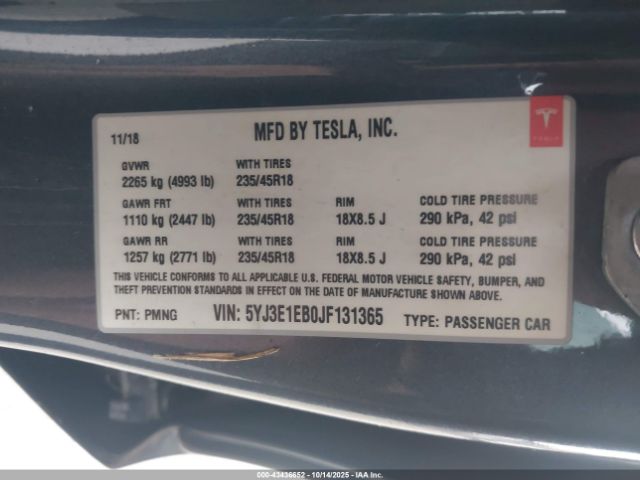 11/18 MFD BY TESLA, INC.
TESLA
GVWR WITH TIRES
2265 kg (4993 lb) 235/45R18
GAWR FRT WITH TIRES RIM COLD TIRE PRESSURE
1110 kg (2447 lb) 235/45R18 18X8.5 J 290 kPa, 42 psi
GAWR RR WITH TIRES RIM COLD TIRE PRESSURE
1257 kg (2771 lb) 235/45R18 18X8.5 J 290 kPa, 42 psi
THIS VEHICLE CONFORMS TO ALL APPLICABLE U.S. FEDERAL MOTOR VEHICLE SAFETY, BUMPER, AND
THEFT PREVENTION STANDARDS IN EFFECT ON THE DATE OF MANUFACTURE SHOWN ABOVE.
PNT: PMNG VIN: 5YJ3E1EB0JF131365 TYPE: PASSENGER CAR
000-43436652 - 10/14/2025 - IAAI Inc.